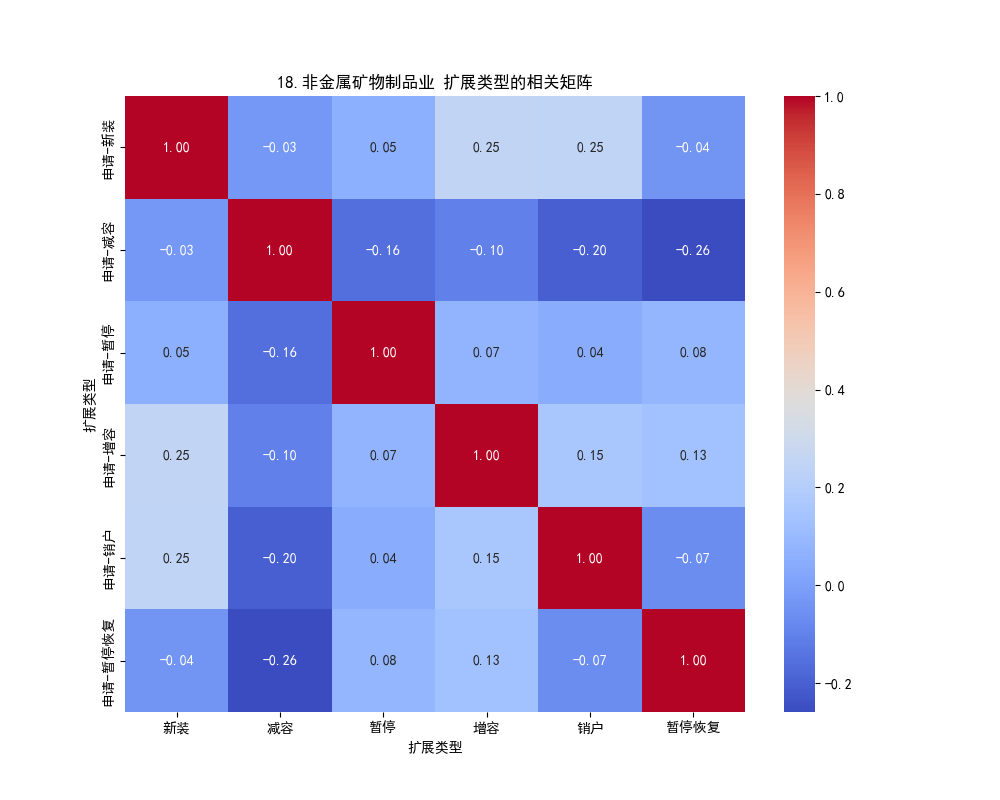 18.非金属矿物制品业 扩展类型的相关矩阵
扩展类型
申请-新装 1.00 -0.03 0.05 0.25 0.25 -0.04
申请-减容 -0.03 1.00 -0.16 -0.10 -0.20 -0.26
申请-暂停 0.05 -0.16 1.00 0.07 0.04 0.08
申请-增容 0.25 -0.10 0.07 1.00 0.15 0.13
申请-销户 0.25 -0.20 0.04 0.15 1.00 -0.07
申请-暂停恢复 -0.04 -0.26 0.08 0.13 -0.07 1.00
新装 减容 暂停 增容 销户 暂停恢复
扩展类型
1.0
0.8
0.6
0.4
0.2
0.0
-0.2